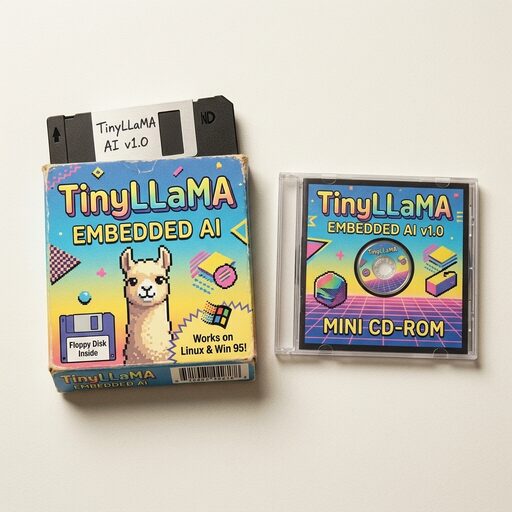 TinyLLaMA
AI v1.0
TinyLLaMA
EMBEDDED AI
Floppy Disk
Inside
Works on
Linux & Win 95!
TinyLLaMA
EMBEDDED AI
TinyLLaMA
EMBEDDED AI v1.0
TinyLLaMA
MINI CD-ROM